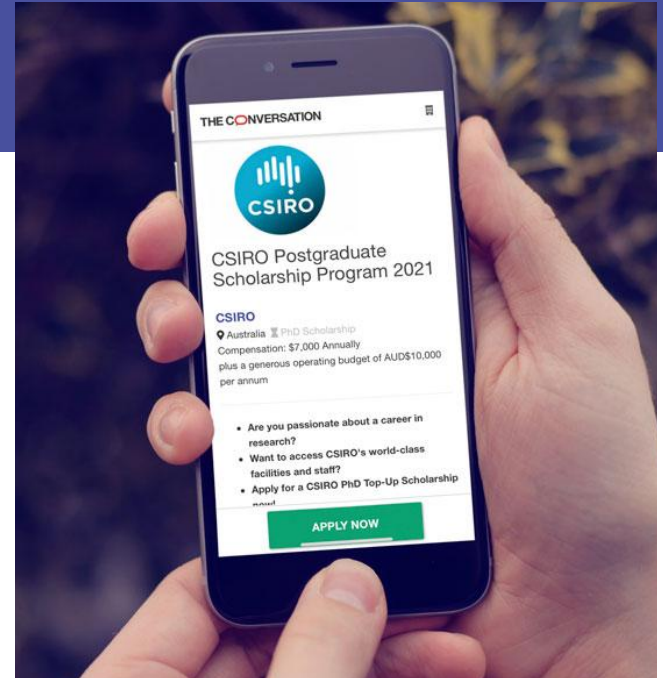 THE CONVERSATION
CSIRO
CSIRO Postgraduate
Scholarship Program 2021
CSIRO
Australia PhD Scholarship
Compensation: $7,000 Annually
plus a generous operating budget of AUD$10,000
per annum
• Are you passionate about a career in
research?
• Want to access CSIRO's world-class
facilities and staff?
• Apply for a CSIRO PhD Top-Up Scholarship
now!
APPLY NOW